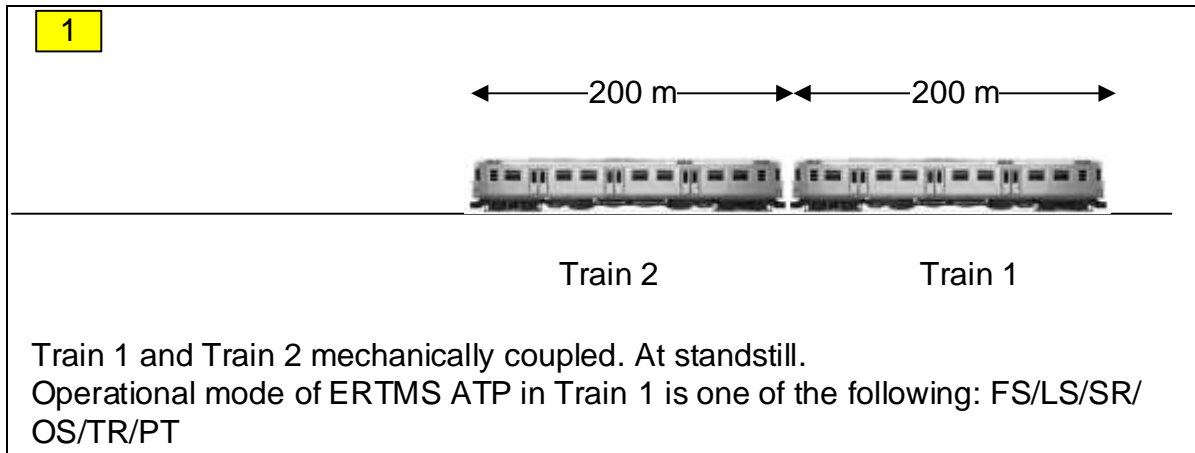 1
200 m 200 m
Train 2 Train 1
Train 1 and Train 2 mechanically coupled. At standstill.
Operational mode of ERTMS ATP in Train 1 is one of the following: FS/LS/SR/
OS/TR/PT